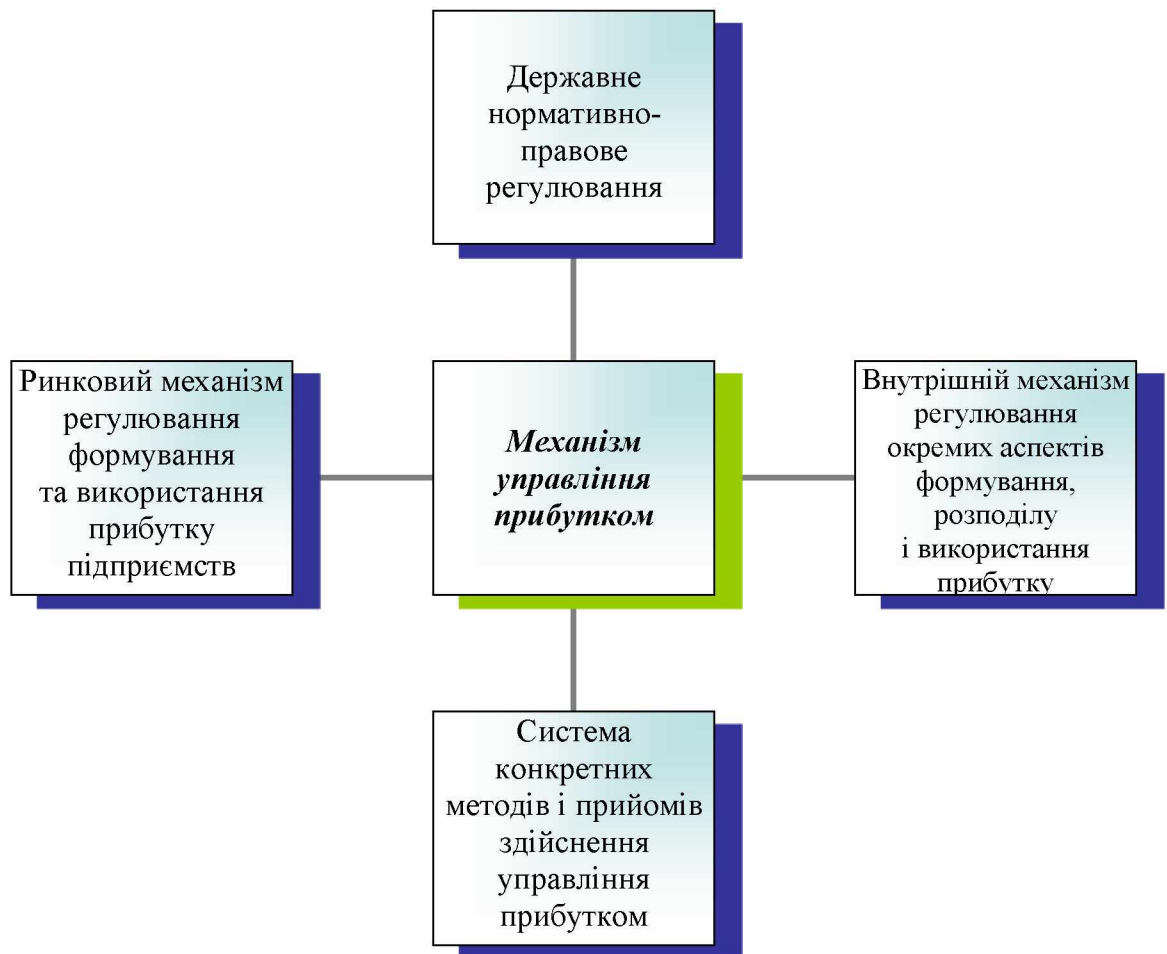 Державне
нормативно-
правове
регулювання
Ринковий механізм
регулювання
формування
та використання
прибутку
підприємств
Механізм
управління
прибутком
Внутрішній механізм
регулювання
окремих аспектів
формування,
розподілу
і використання
прибутку
Система
конкретних
методів і прийомів
здійснення
управління
прибутком